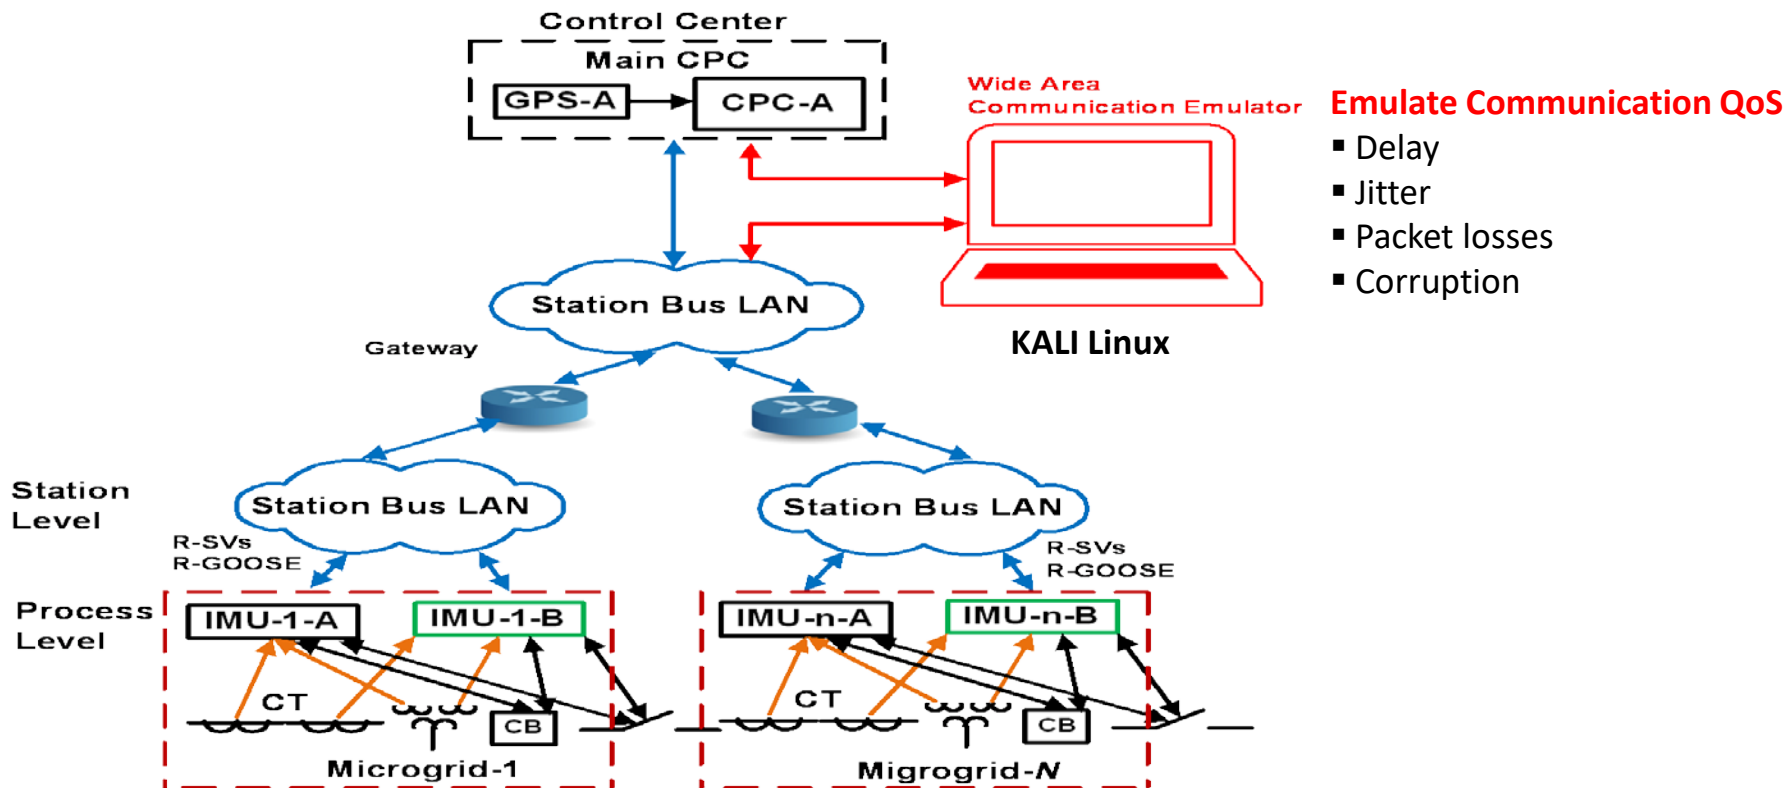 Control Center
Main CPC
GPS-A
CPC-A
Wide Area
Communication Emulator
Emulate Communication QoS
▪ Delay
▪ Jitter
▪ Packet losses
▪ Corruption
Station Bus LAN
KALI Linux
Gateway
Station
Level
Station Bus LAN
Station Bus LAN
R-SVs
R-GOOSE
R-SVs
R-GOOSE
Process
Level
IMU-1-A
IMU-1-B
IMU-n-A
IMU-n-B
CT
CB
CT
CB
Microgrid-1
Migrogrid-N